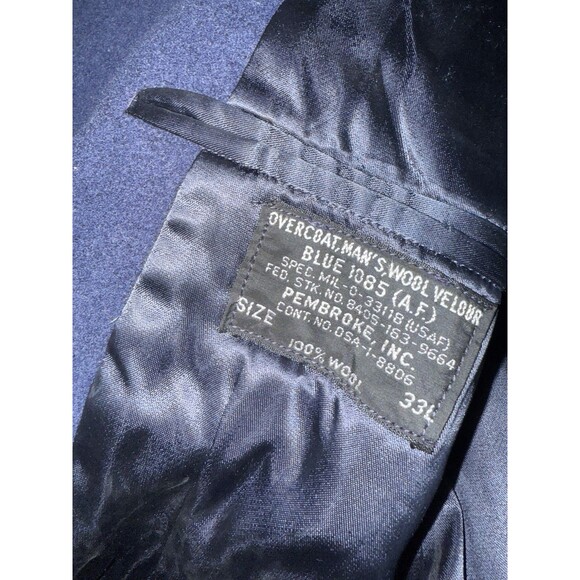 OVERCOAT, MAN'S, WOOL VELOUR
BLUE 1085 (A.F.)
SPEC. MIL-O-33118 (USAF)
FED. STK. NO. 8405-163-9664
PEMBROKE, INC.
CONT. NO. DSA-1-8806
SIZE 33L
100% WOOL